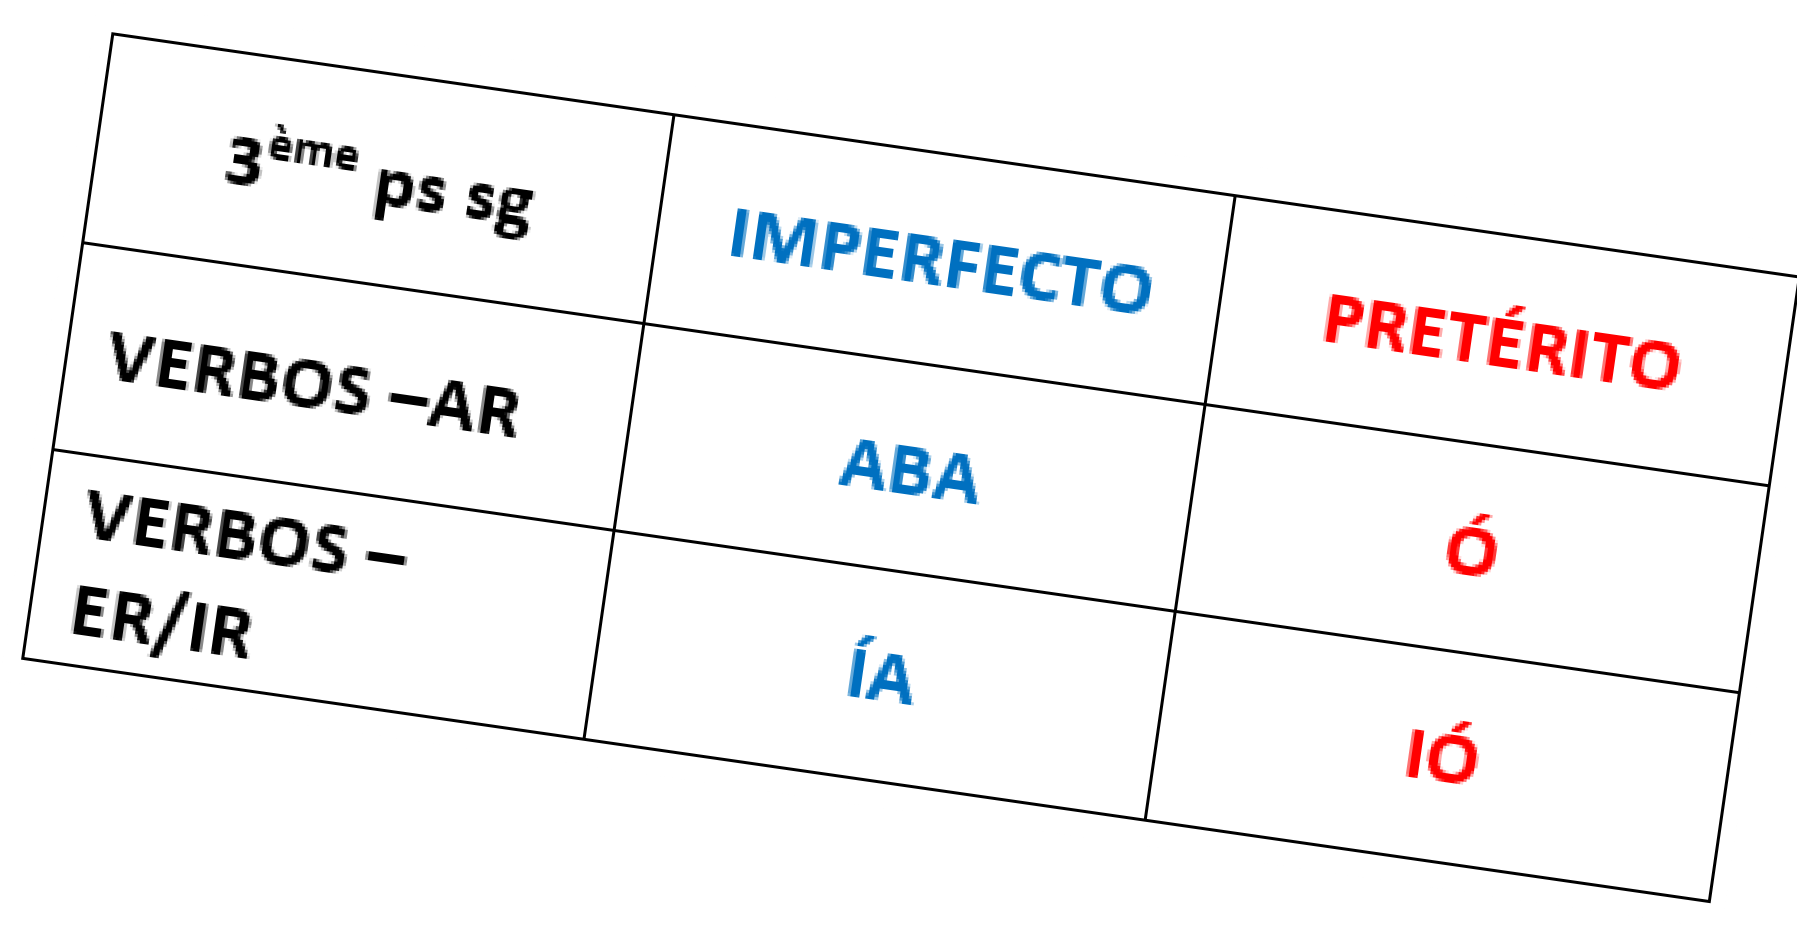 3ème ps sg IMPERFECTO PRETÉRITO
VERBOS –AR ABA Ó
VERBOS –
ER/IR ÍA IÓ